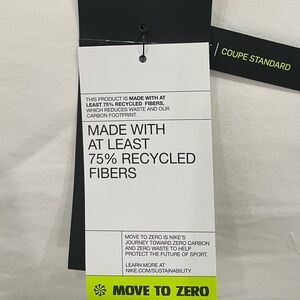 COUPE STANDARD
THIS PRODUCT IS MADE WITH AT
LEAST 75% RECYCLED FIBERS,
WHICH REDUCES WASTE AND OUR
CARBON FOOTPRINT.
MADE WITH
AT LEAST
75% RECYCLED
FIBERS
MOVE TO ZERO IS NIKE'S
JOURNEY TOWARD ZERO CARBON
AND ZERO WASTE TO HELP
PROTECT THE FUTURE OF SPORT.
LEARN MORE AT
NIKE.COM/SUSTAINABILITY
MOVE TO ZERO